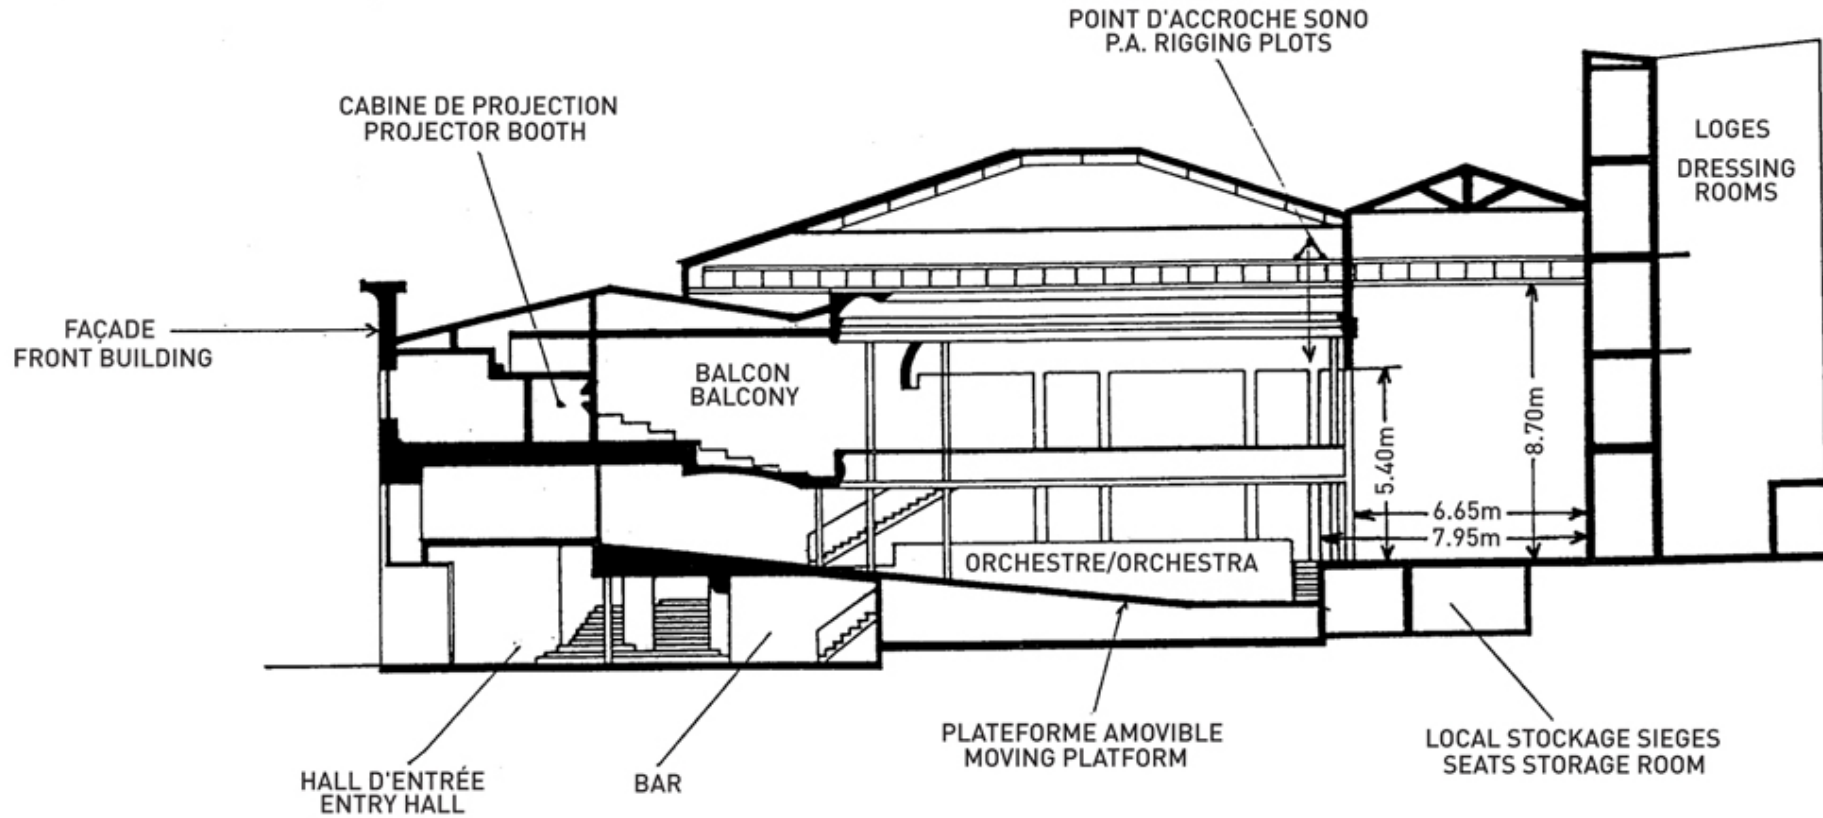 POINT D'ACCROCHE SONO
P.A. RIGGING PLOTS
CABINE DE PROJECTION
PROJECTOR BOOTH
LOGES
DRESSING
ROOMS
FAÇADE
FRONT BUILDING
BALCON
BALCONY
5.40m
8.70m
6.65m
7.95m
ORCHESTRE/ORCHESTRA
PLATEFORME AMOVIBLE
MOVING PLATFORM
LOCAL STOCKAGE SIEGES
SEATS STORAGE ROOM
HALL D'ENTRÉE
ENTRY HALL
BAR